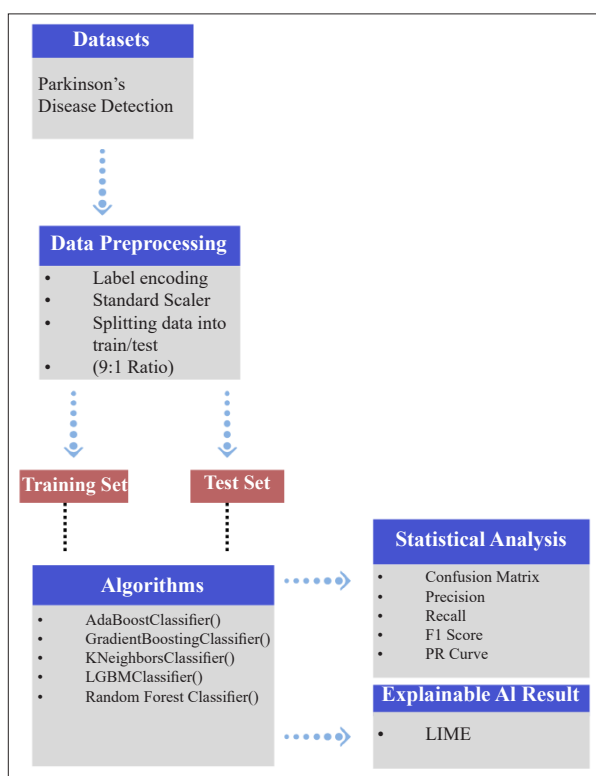 Datasets
Parkinson's
Disease Detection
Data Preprocessing
• Label encoding
• Standard Scaler
• Splitting data into
train/test
• (9:1 Ratio)
Training Set
Test Set
Algorithms
• AdaBoostClassifier()
• GradientBoostingClassifier()
• KNeighborsClassifier()
• LGBMClassifier()
• Random Forest Classifier()
Statistical Analysis
• Confusion Matrix
• Precision
• Recall
• F1 Score
• PR Curve
Explainable Al Result
• LIME